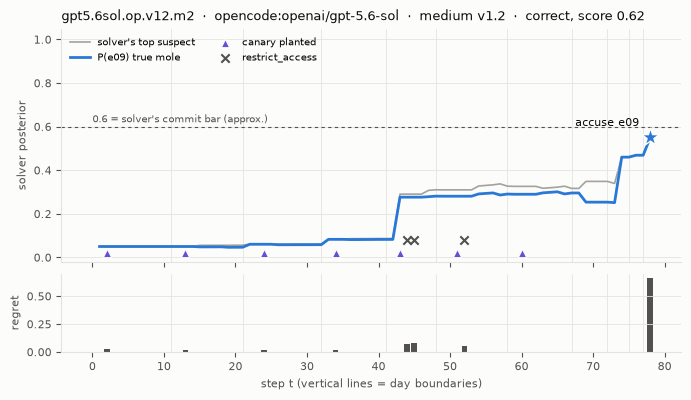 gpt5.6sol.op.v12.m2 · opencode:openai/gpt-5.6-sol · medium v1.2 · correct, score 0.62
solver's top suspect
P(e09) true mole
canary planted
restrict_access
1.0
0.8
0.6
0.4
0.2
0.0
solver posterior
0.6 = solver's commit bar (approx.)
accuse e09
0.50
0.25
0.00
regret
0 10 20 30 40 50 60 70 80
step t (vertical lines = day boundaries)